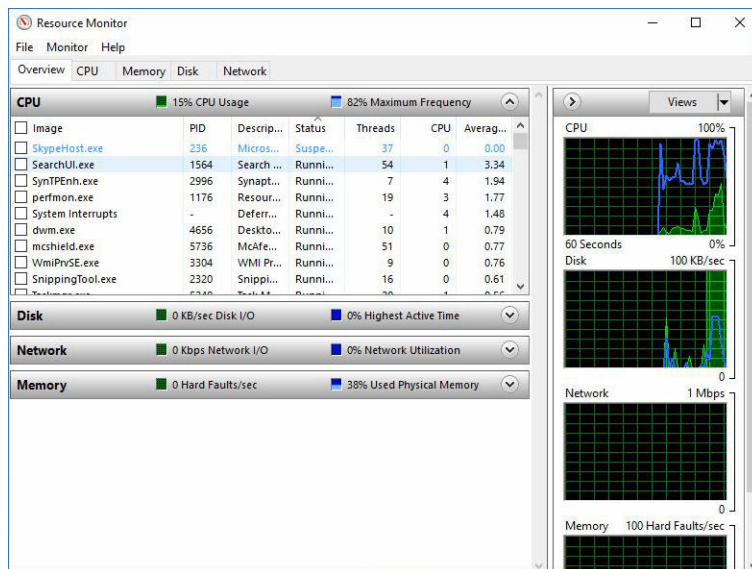 Resource Monitor
File Monitor Help
Overview CPU Memory Disk Network
CPU 15% CPU Usage 82% Maximum Frequency
Image PID Descrip... Status Threads CPU Averag...
SkypeHost.exe 236 Micros... Suspe... 37 0 0.00
SearchUI.exe 1564 Search ... Runni... 54 1 3.34
SynTPEnh.exe 2996 Synapt... Runni... 7 4 1.94
perfmon.exe 1176 Resour... Runni... 19 3 1.77
System Interrupts - Deferr... Runni... - 4 1.48
dwm.exe 4656 Deskto... Runni... 10 1 0.79
mcshield.exe 5736 McAfe... Runni... 51 0 0.77
WmiPrvSE.exe 3304 WMI Pr... Runni... 9 0 0.76
SnippingTool.exe 2320 Snippi... Runni... 16 0 0.61
Disk 0 KB/sec Disk I/O 0% Highest Active Time
Network 0 Kbps Network I/O 0% Network Utilization
Memory 0 Hard Faults/sec 38% Used Physical Memory
Views
CPU 100%
60 Seconds 0%
Disk 100 KB/sec
0
Network 1 Mbps
0
Memory 100 Hard Faults/sec